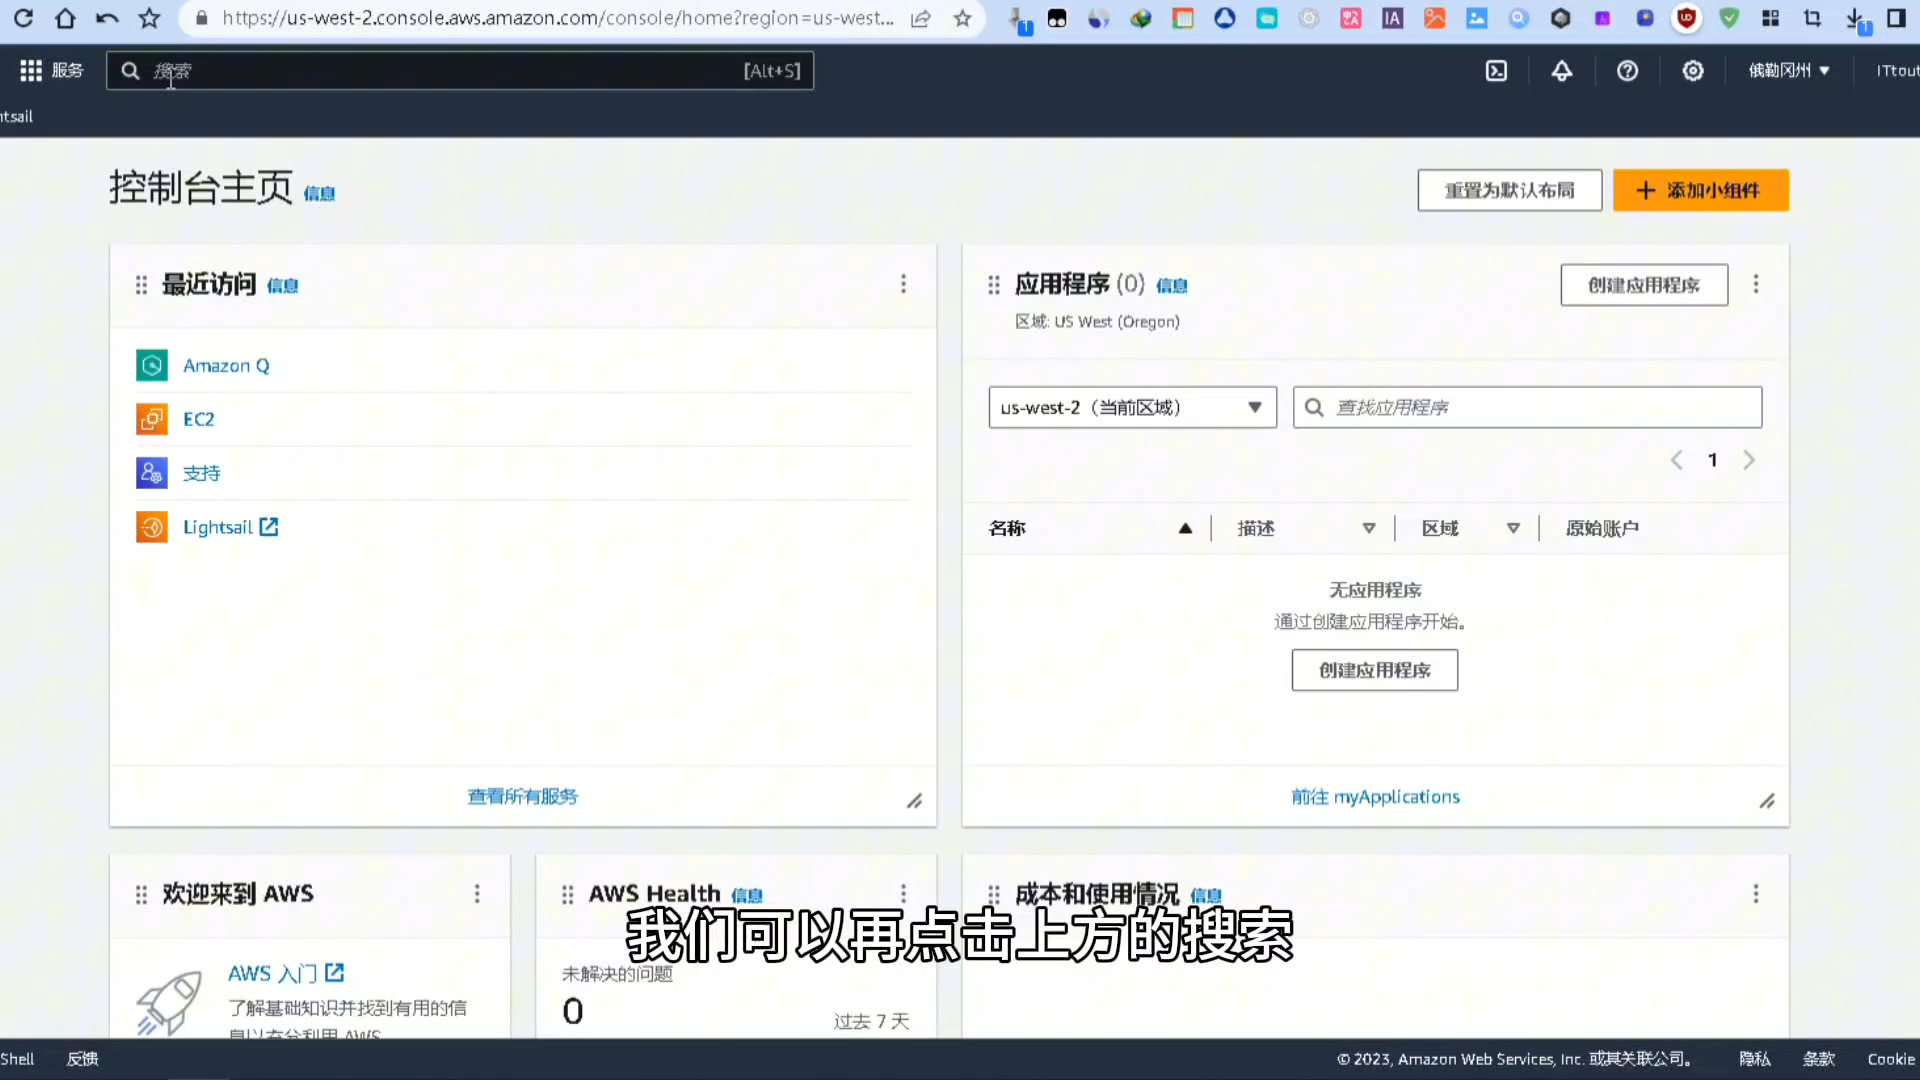 https://us-west-2.console.aws.amazon.com/console/home?region=us-west...
服务
搜索
[Alt+S]
俄勒冈州
ITtout
ntsail
控制台主页 信息
重置为默认布局
添加小组件
最近访问 信息
Amazon Q
EC2
支持
Lightsail
查看所有服务
应用程序 (0) 信息
区域: US West (Oregon)
创建应用程序
us-west-2（当前区域）
查找应用程序
1
名称
描述
区域
原始账户
无应用程序
通过创建应用程序开始。
创建应用程序
前往 myApplications
欢迎来到 AWS
AWS 入门
了解基础知识并找到有用的信
息以充分利用 AWS
AWS Health 信息
未解决的问题
0
过去 7 天
成本和使用情况 信息
我们可以再点击上方的搜索
Shell
反馈
© 2023, Amazon Web Services, Inc. 或其关联公司。
隐私
条款
Cookie